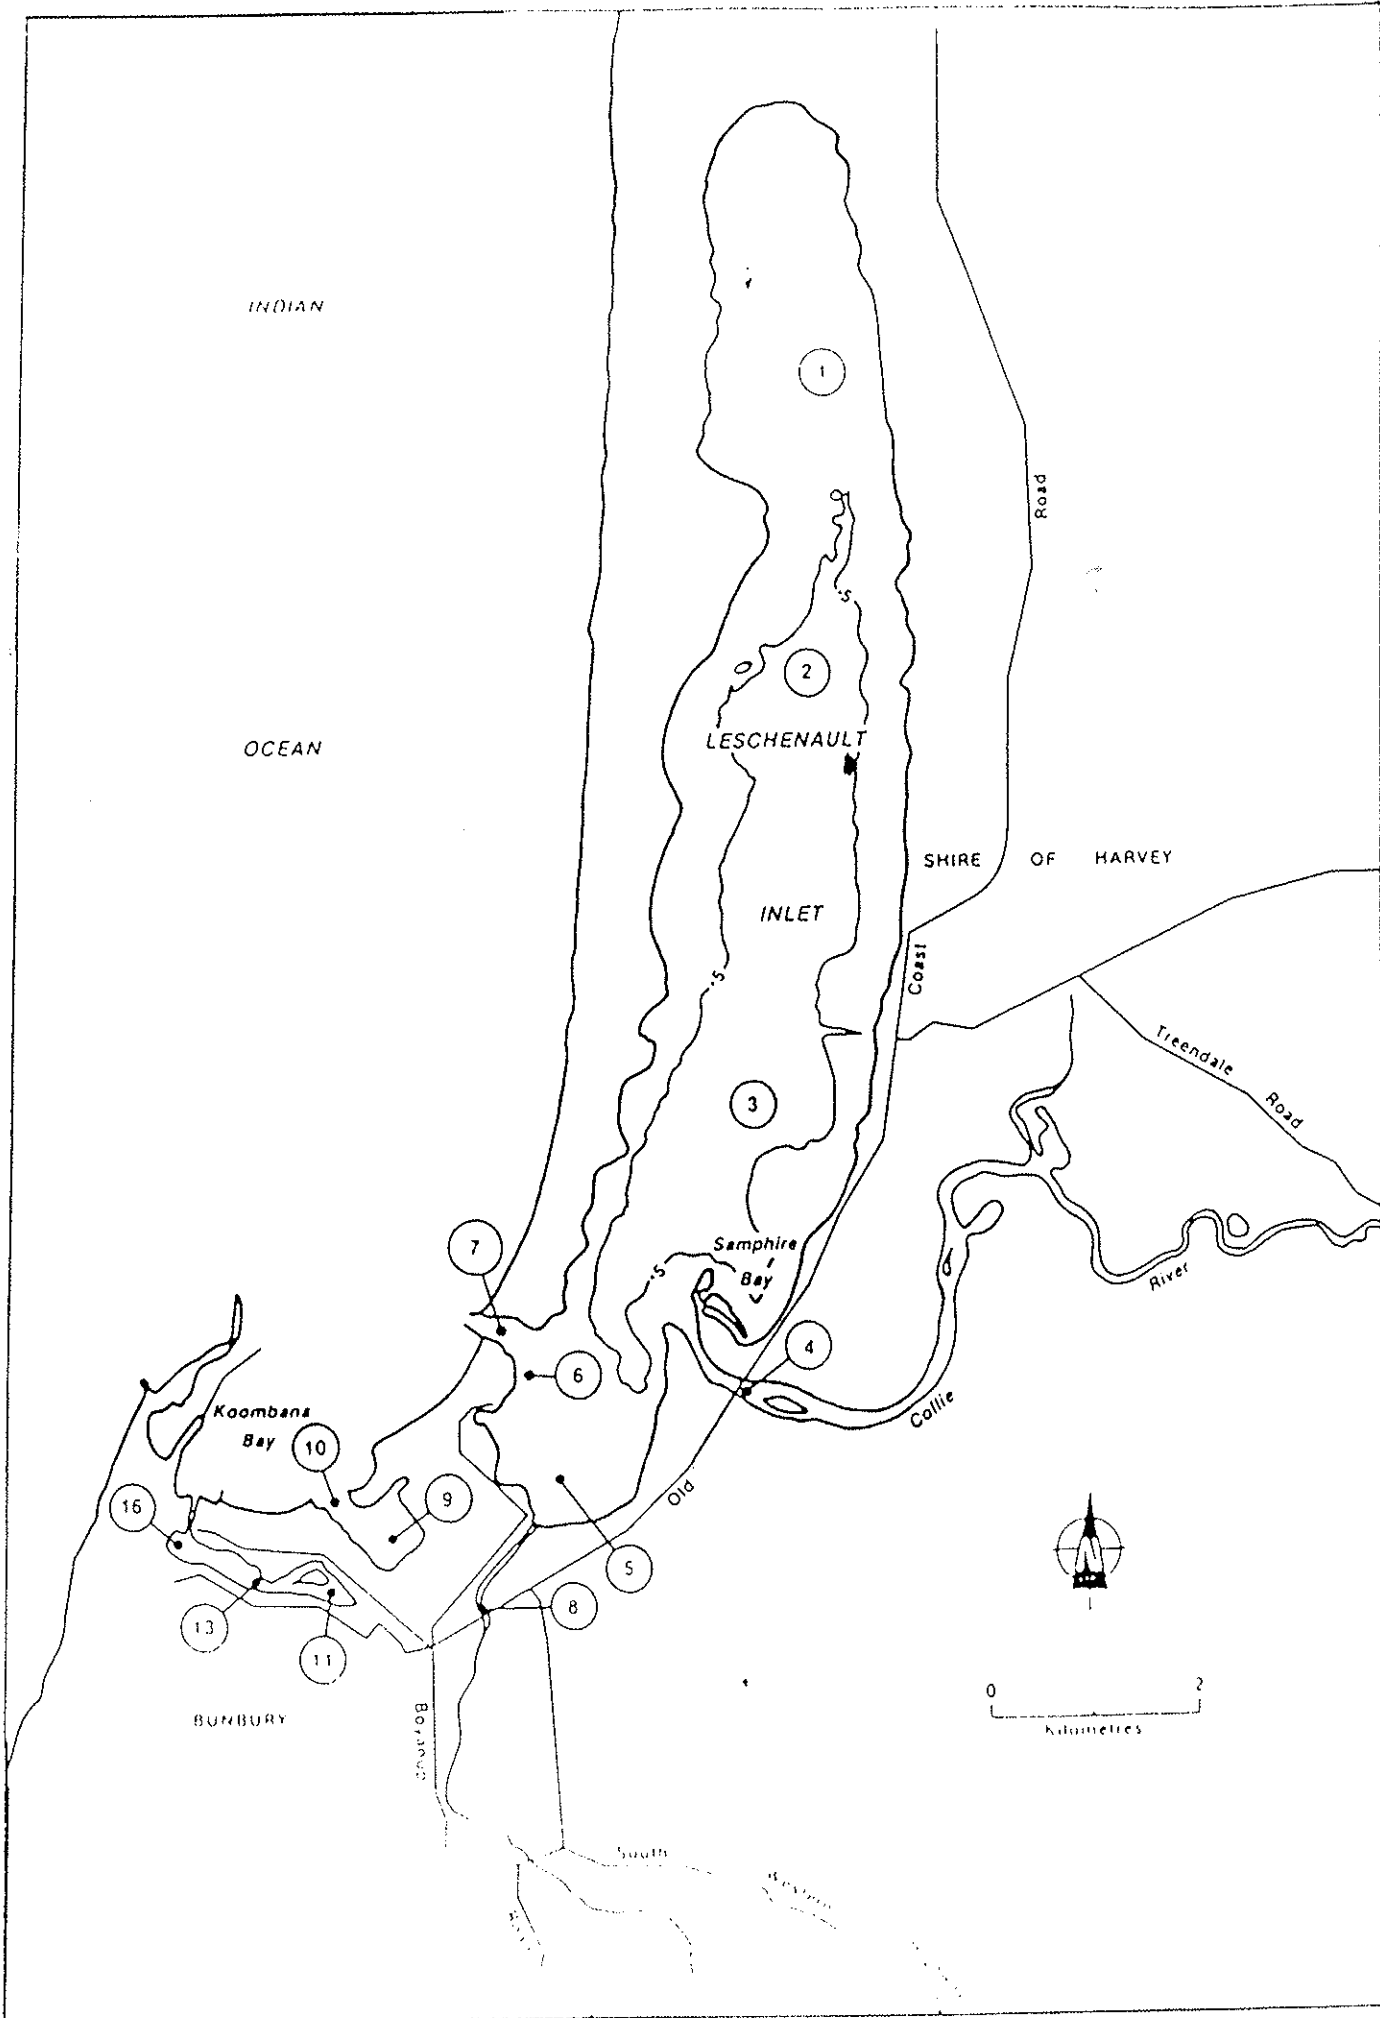 INDIAN
1
Road
.5
2
LESCHENAULT
OCEAN
SHIRE OF HARVEY
INLET
Coast
.5
Treendale
Road
3
7
Samphire
Bay
.5
River
4
6
Collie
Koombana
Bay
10
9
Old
16
5
8
13
11
0 2
Kilometres
BUNBURY
South
Western